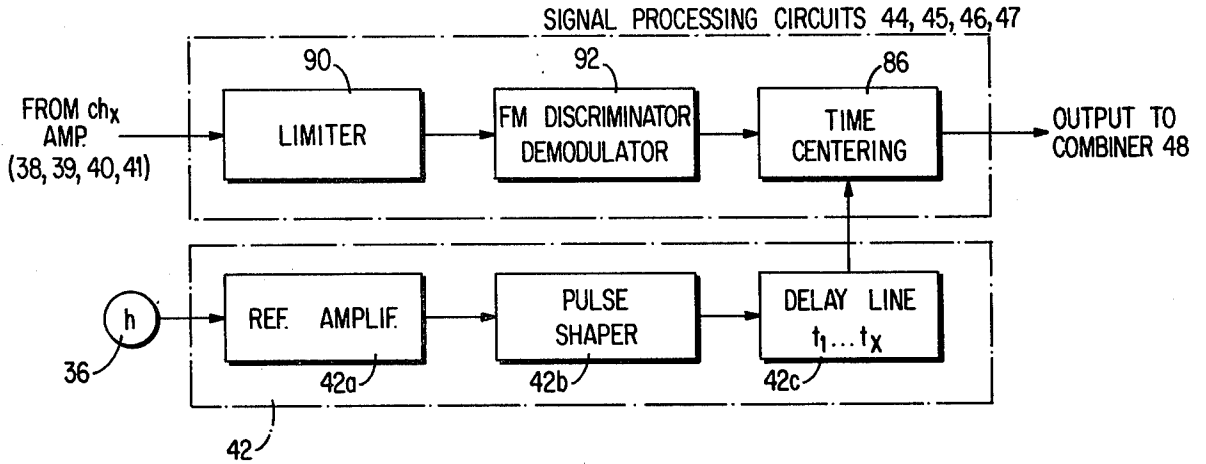 SIGNAL PROCESSING CIRCUITS 44, 45, 46, 47
90
92
86
FROM chx
AMP.
(38, 39, 40, 41)
LIMITER
FM DISCRIMINATOR
DEMODULATOR
TIME
CENTERING
OUTPUT TO
COMBINER 48
h
36
REF. AMPLIF.
42a
PULSE
SHAPER
42b
DELAY LINE
t1...tX
42c
42